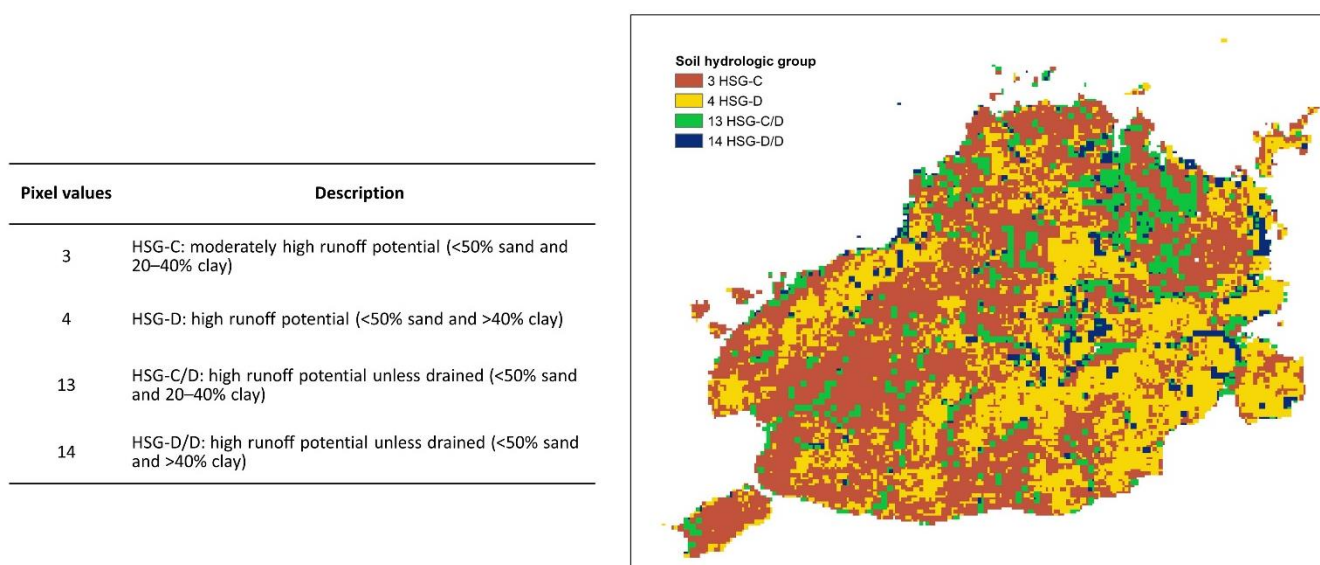 Pixel values Description
3 HSG-C: moderately high runoff potential (<50% sand and
20–40% clay)
4 HSG-D: high runoff potential (<50% sand and >40% clay)
13 HSG-C/D: high runoff potential unless drained (<50% sand
and 20–40% clay)
14 HSG-D/D: high runoff potential unless drained (<50% sand
and >40% clay)
Soil hydrologic group
3 HSG-C
4 HSG-D
13 HSG-C/D
14 HSG-D/D